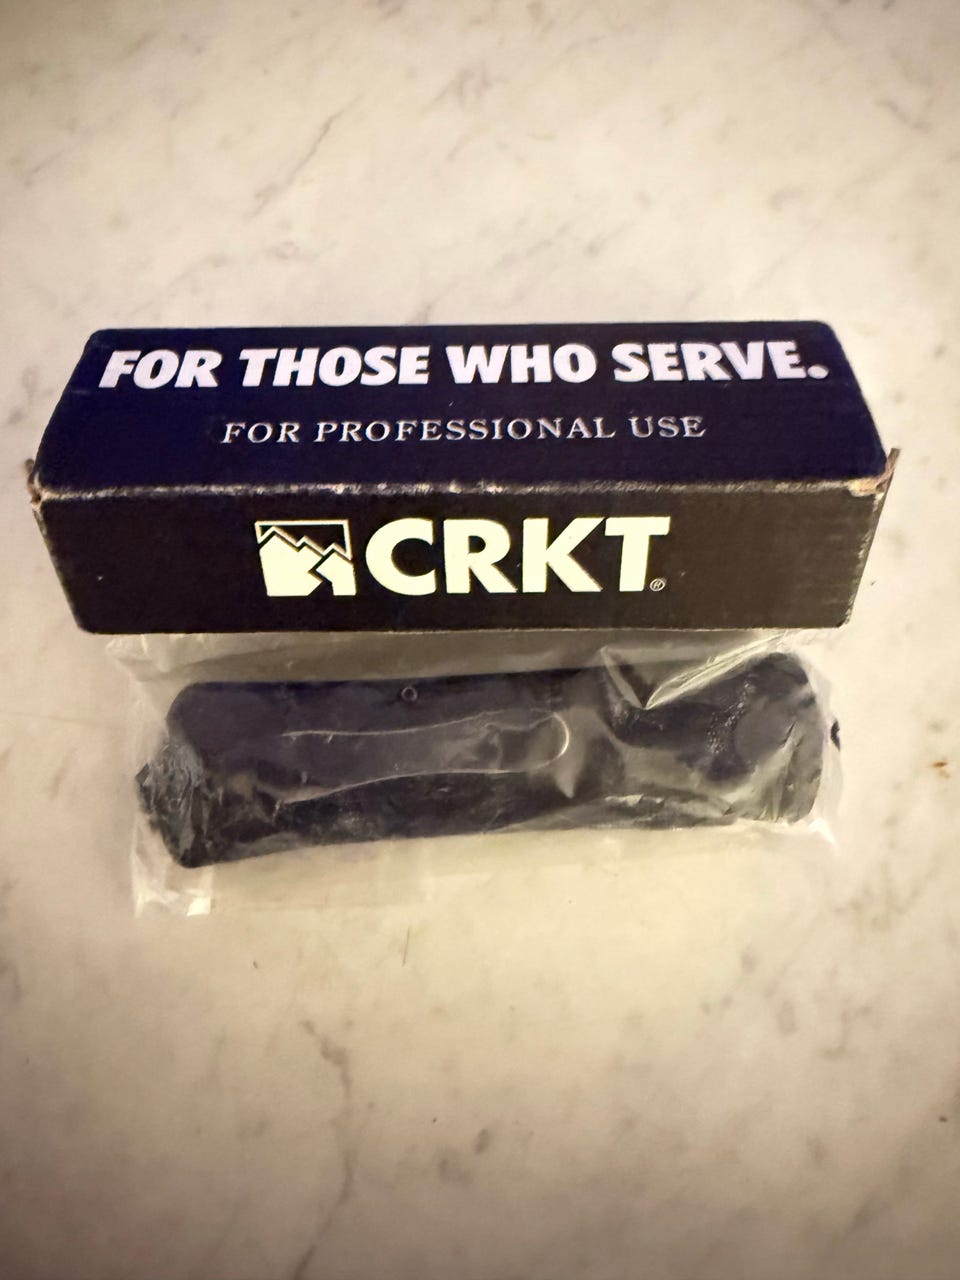 FOR THOSE WHO SERVE.
FOR PROFESSIONAL USE
CRKT®